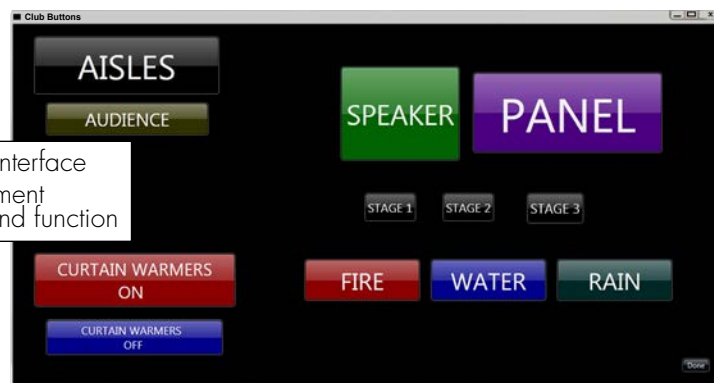 Club Buttons
AISLES
AUDIENCE
SPEAKER
PANEL
nterface
ment
nd function
STAGE 1
STAGE 2
STAGE 3
CURTAIN WARMERS
ON
FIRE
WATER
RAIN
CURTAIN WARMERS
OFF
Done